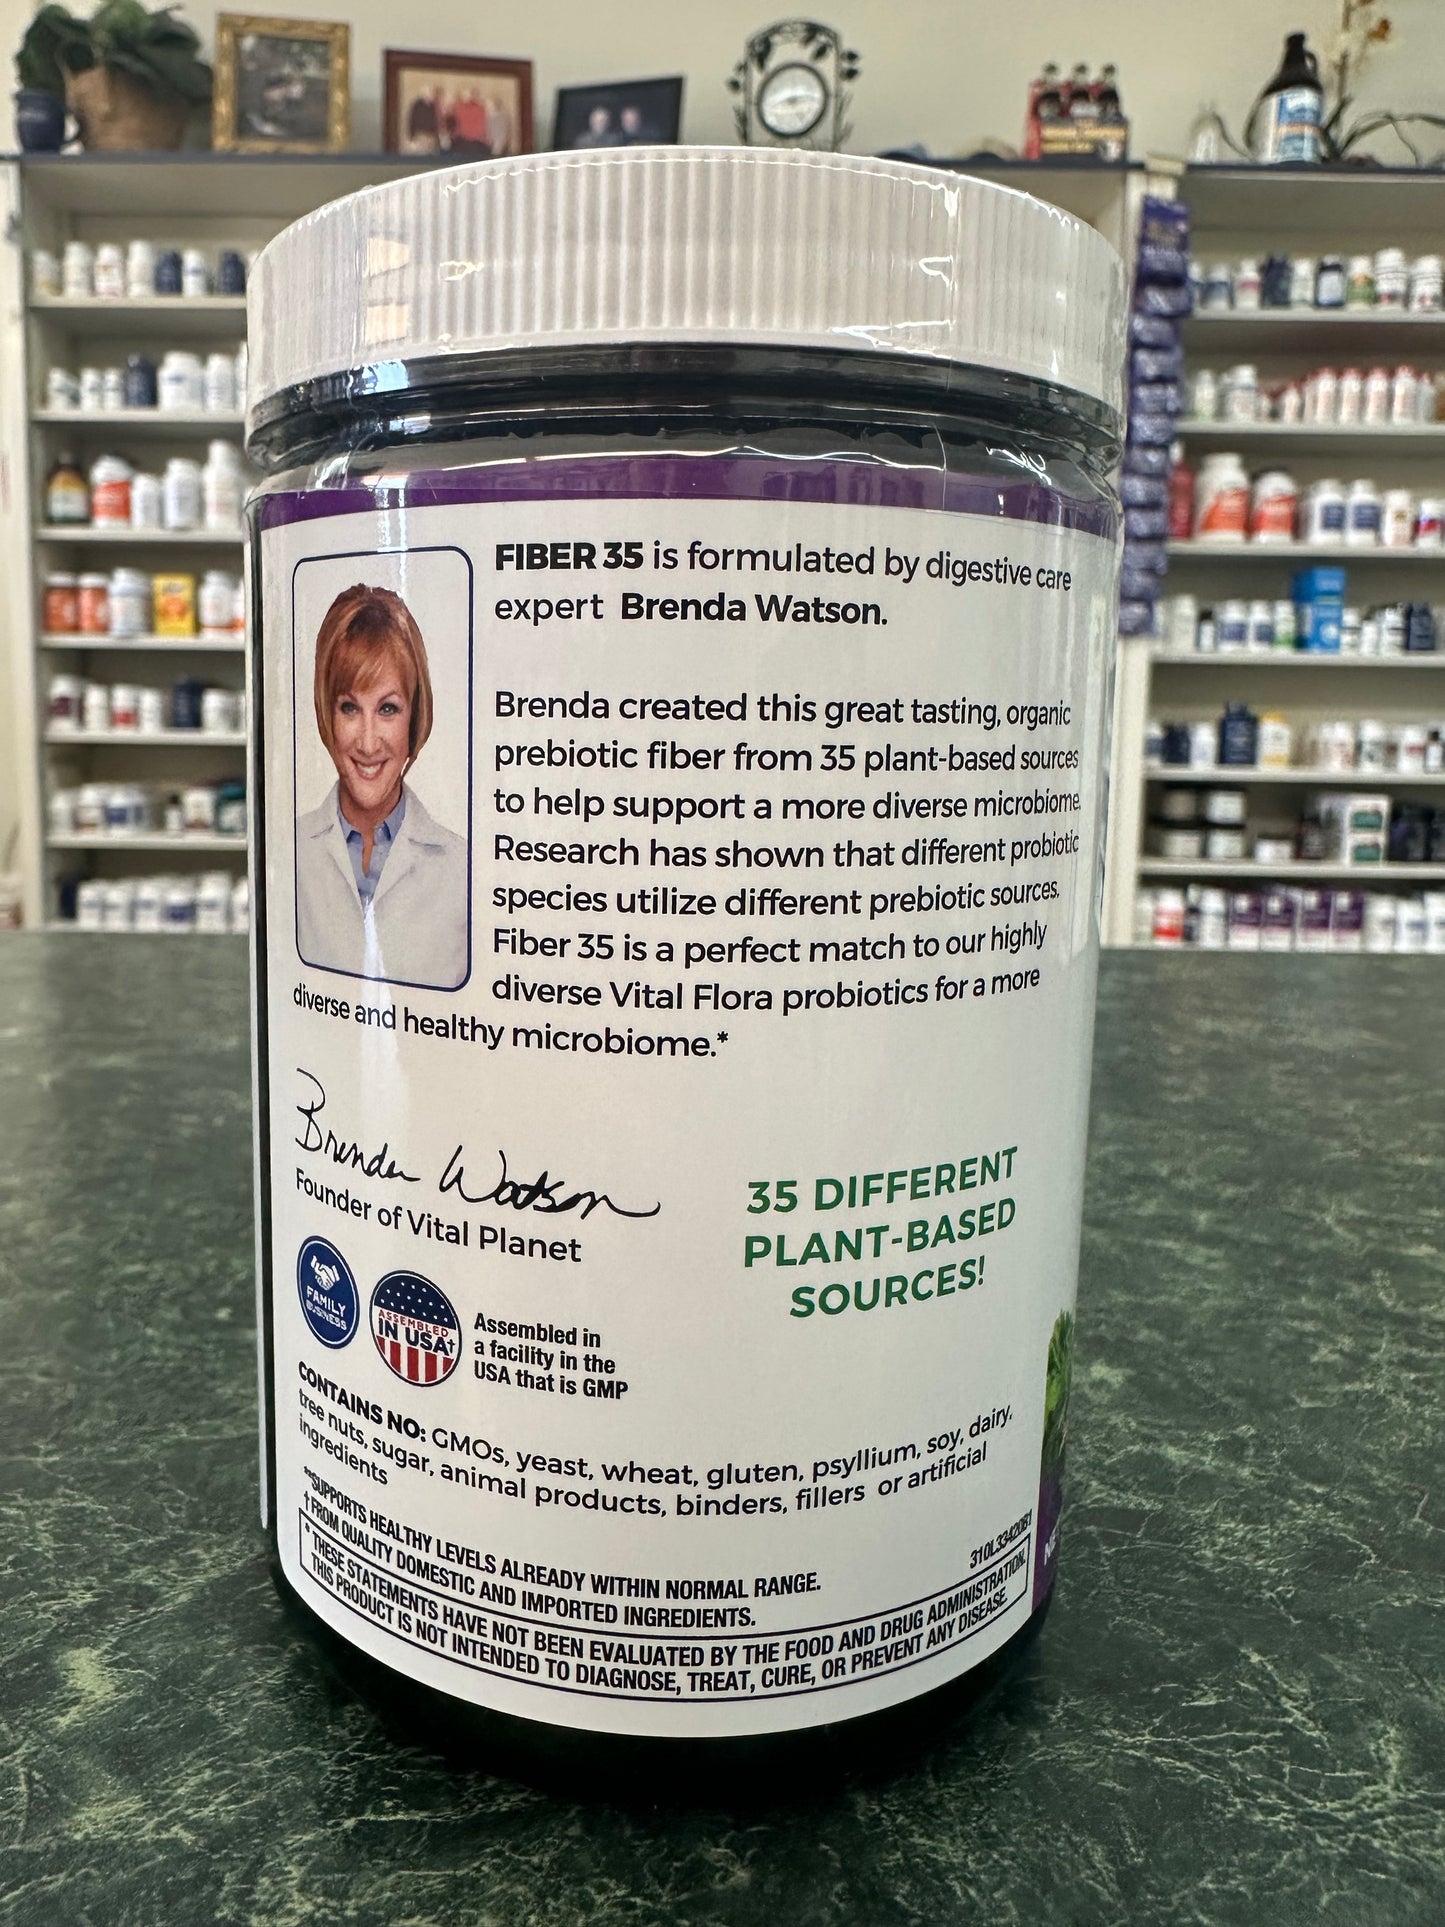 FIBER 35 is formulated by digestive care
expert Brenda Watson.
Brenda created this great tasting, organic
prebiotic fiber from 35 plant-based sources
to help support a more diverse microbiome.
Research has shown that different probiotic
species utilize different prebiotic sources.
Fiber 35 is a perfect match to our highly
diverse Vital Flora probiotics for a more
diverse and healthy microbiome.*
Brenda Watson
Founder of Vital Planet
35 DIFFERENT
PLANT-BASED
SOURCES!
FAMILY
BUSINESS
ASSEMBLED
IN USA†
Assembled in
a facility in the
USA that is GMP
CONTAINS NO: GMOs, yeast, wheat, gluten, psyllium, soy, dairy,
tree nuts, sugar, animal products, binders, fillers or artificial
ingredients
**SUPPORTS HEALTHY LEVELS ALREADY WITHIN NORMAL RANGE.
†FROM QUALITY DOMESTIC AND IMPORTED INGREDIENTS.
* THESE STATEMENTS HAVE NOT BEEN EVALUATED BY THE FOOD AND DRUG ADMINISTRATION.
THIS PRODUCT IS NOT INTENDED TO DIAGNOSE, TREAT, CURE, OR PREVENT ANY DISEASE.